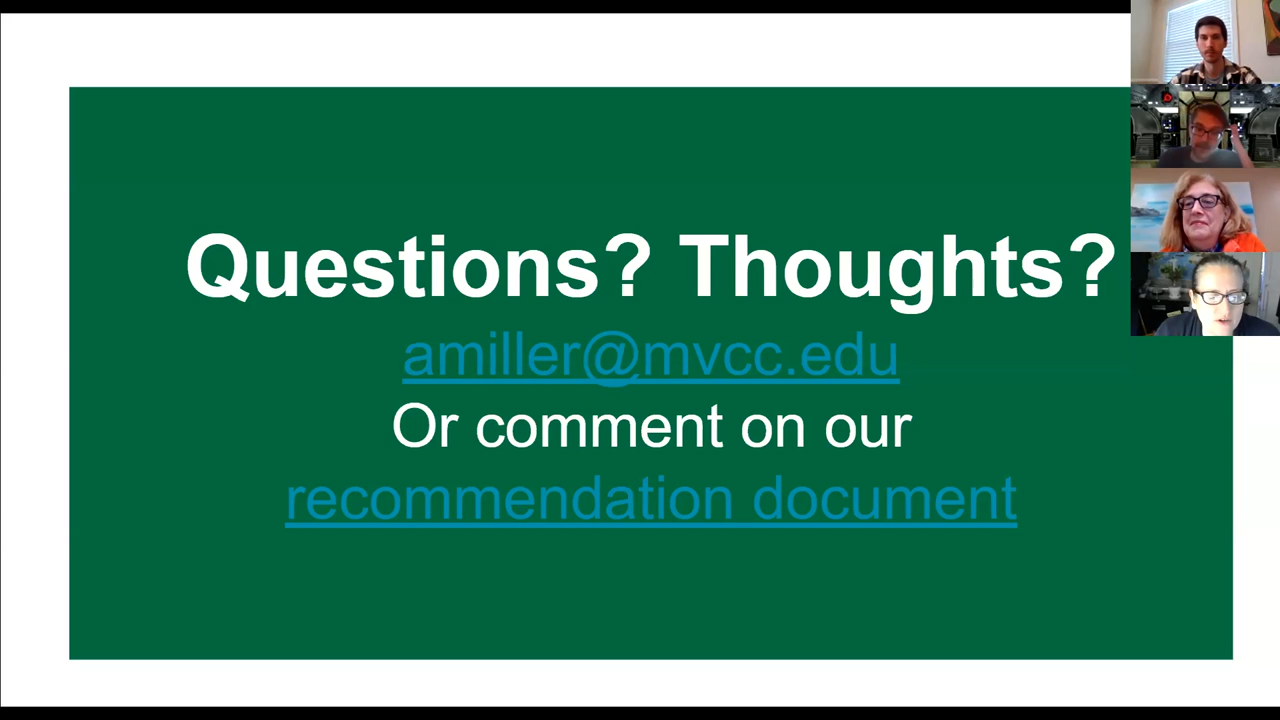 Questions? Thoughts?
amiller@mvcc.edu
Or comment on our
recommendation document